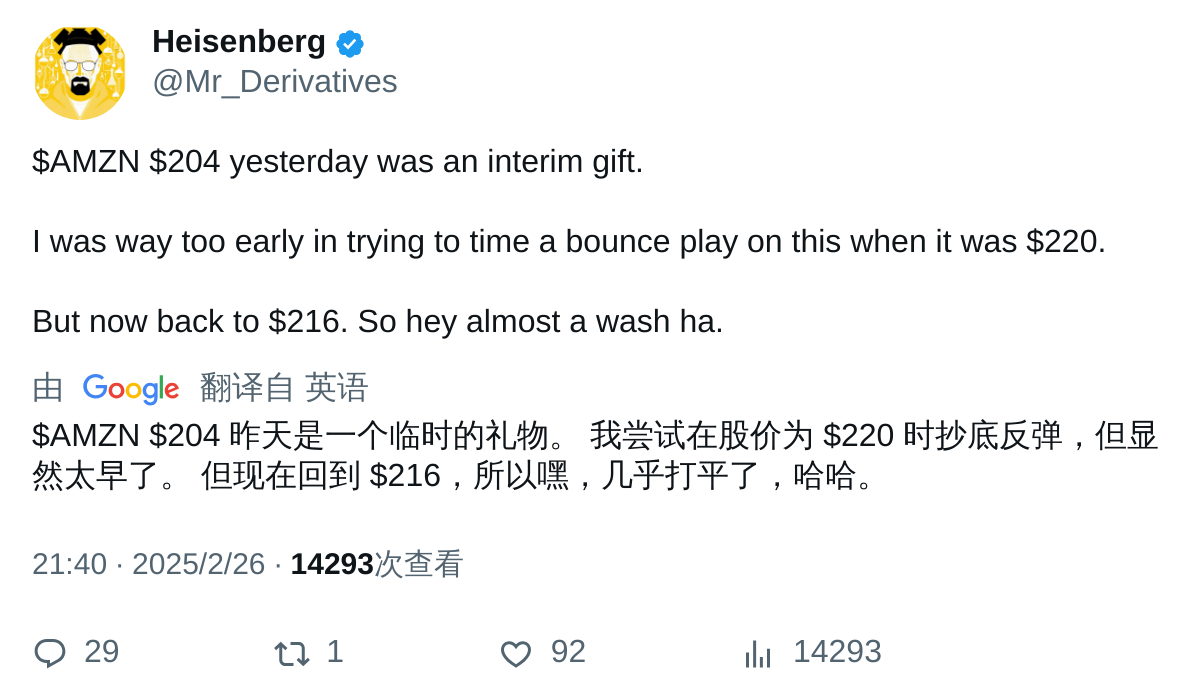 Heisenberg
@Mr_Derivatives
$AMZN $204 yesterday was an interim gift.
I was way too early in trying to time a bounce play on this when it was $220.
But now back to $216. So hey almost a wash ha.
由 Google 翻译自 英语
$AMZN $204 昨天是一个临时的礼物。 我尝试在股价为 $220 时抄底反弹，但显
然太早了。 但现在回到 $216，所以嘿，几乎打平了，哈哈。
21:40 · 2025/2/26 · 14293次查看
29 1 92 14293